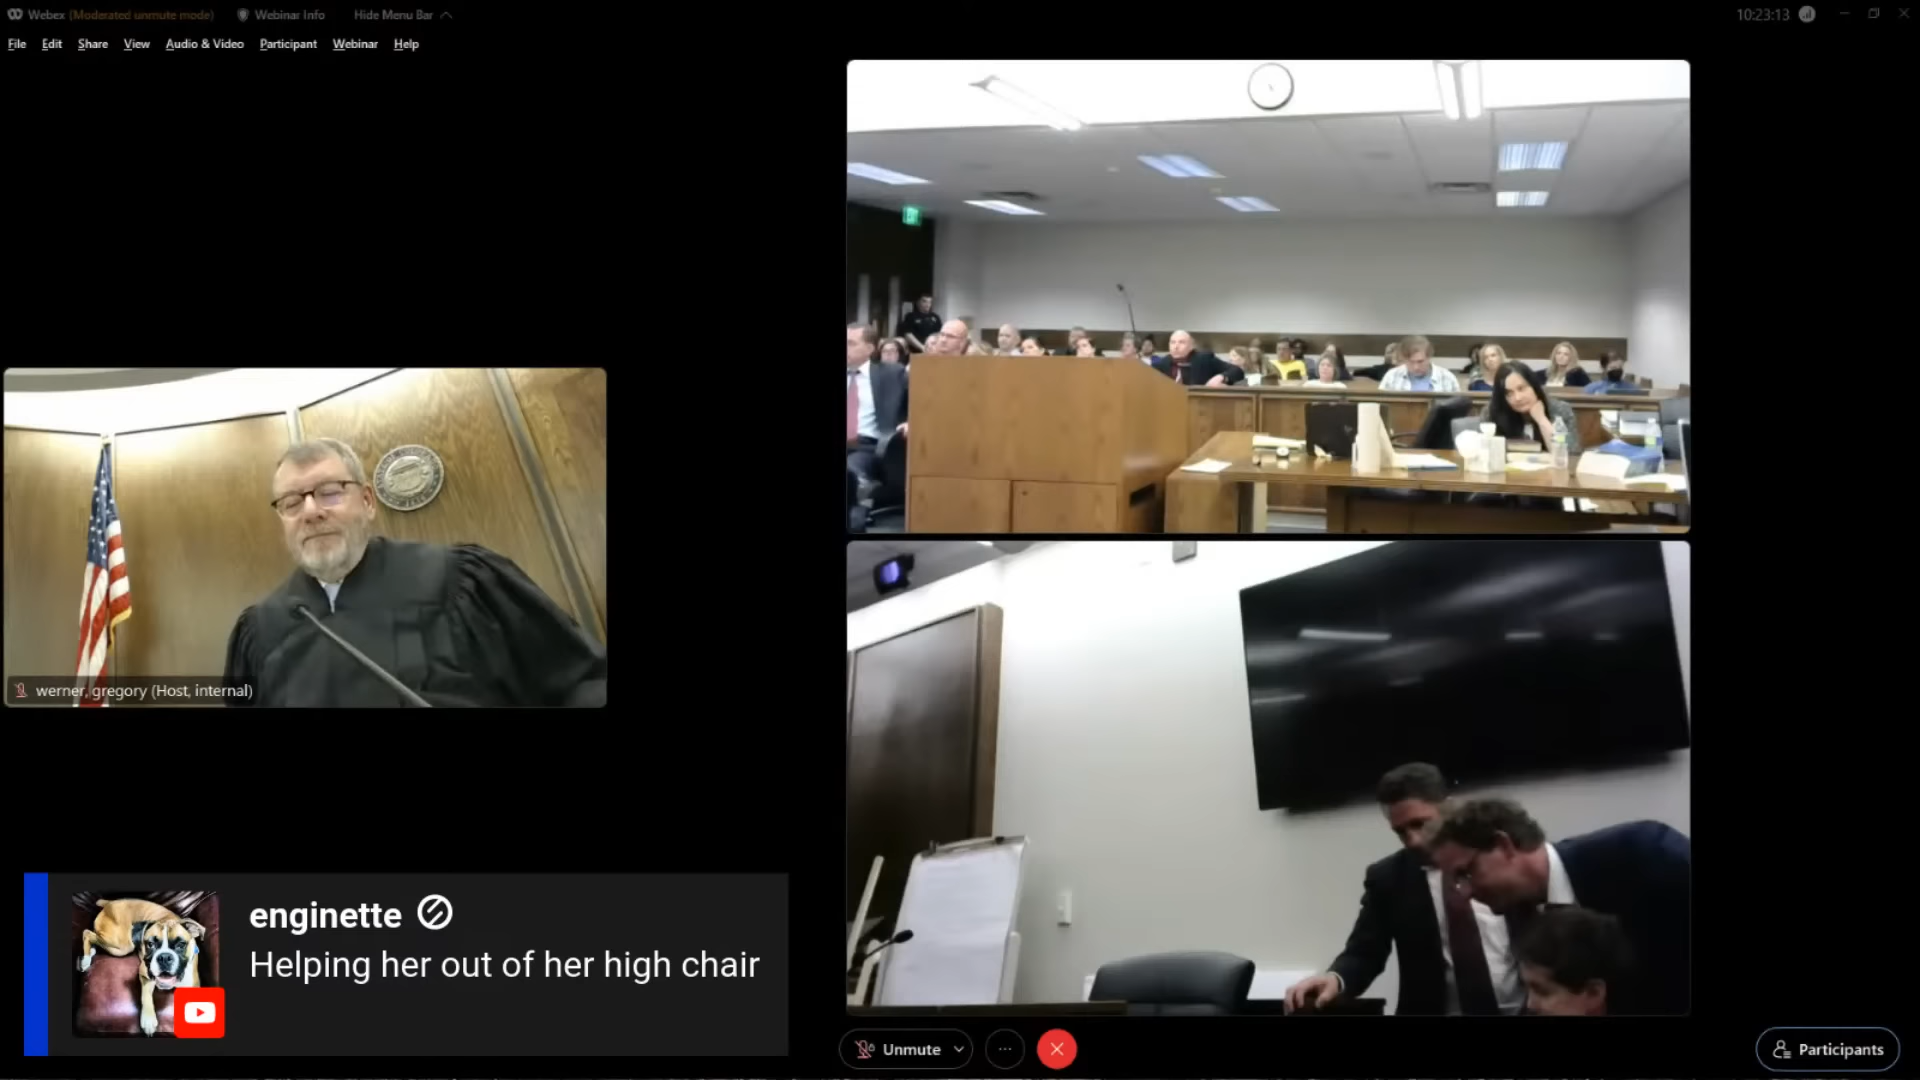 Webex (Moderated unmute mode) Webinar Info Hide Menu Bar
10:23:13
File Edit Share View Audio & Video Participant Webinar Help
werner, gregory (Host, internal)
enginette
Helping her out of her high chair
Unmute
Participants